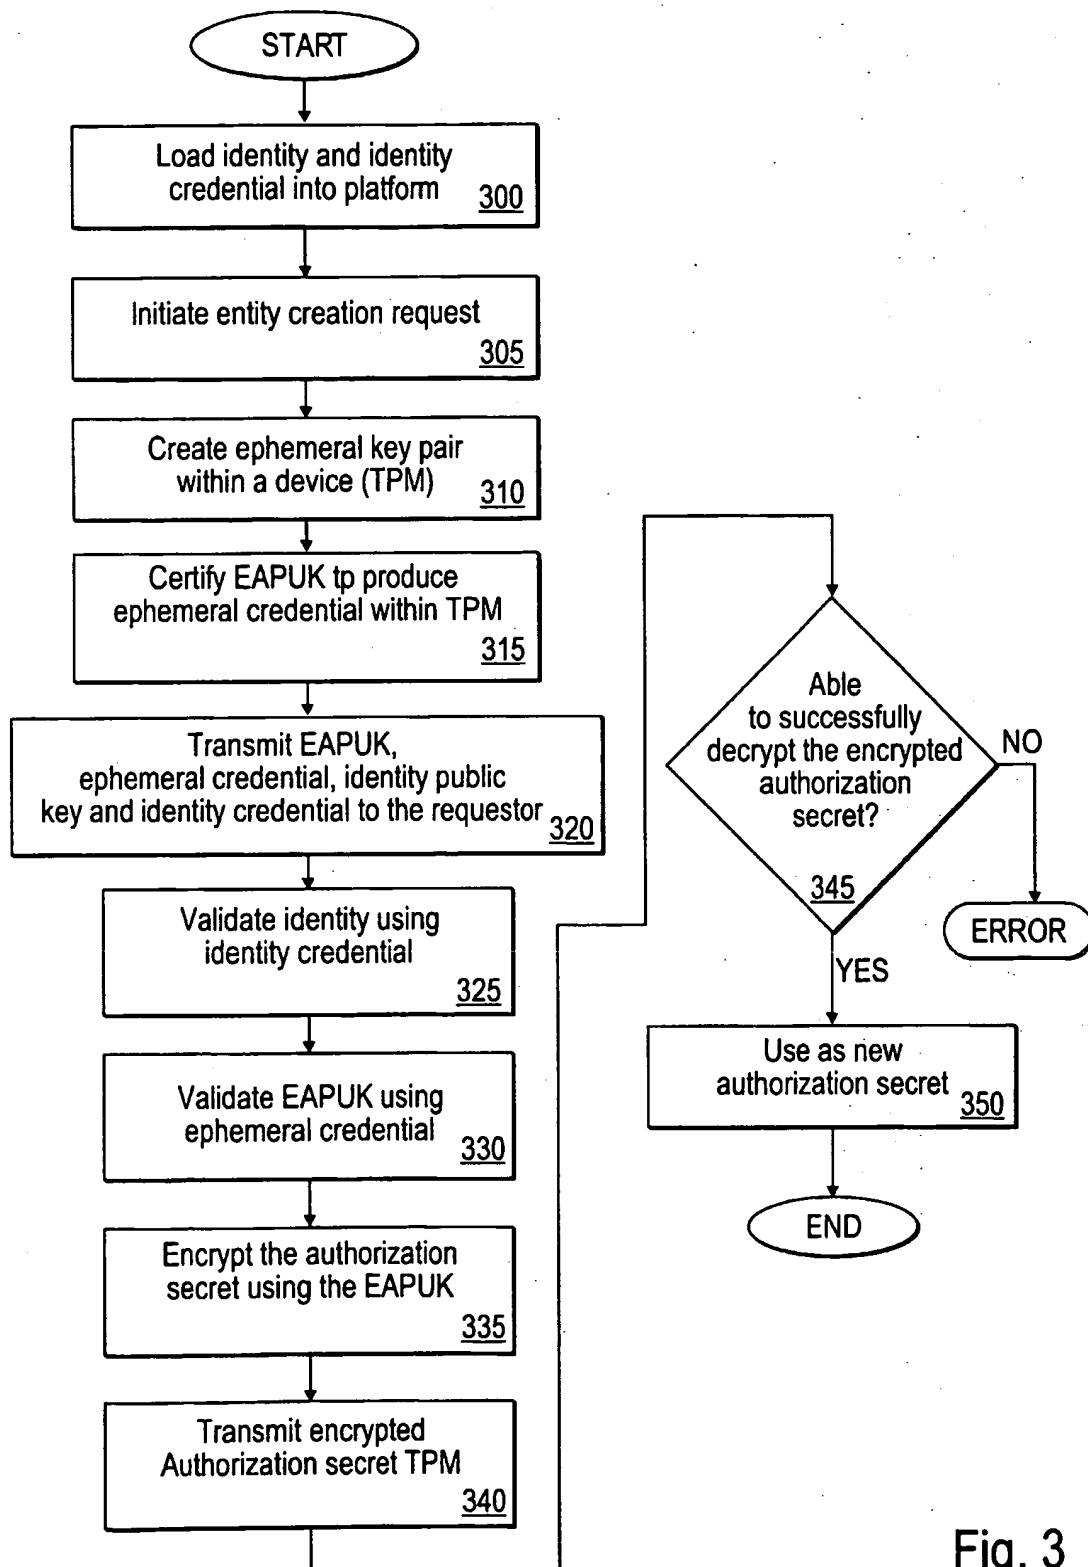 START
Load identity and identity
credential into platform
300
Initiate entity creation request
305
Create ephemeral key pair
within a device (TPM)
310
Certify EAPUK tp produce
ephemeral credential within TPM
315
Transmit EAPUK,
ephemeral credential, identity public
key and identity credential to the requestor
320
Validate identity using
identity credential
325
Validate EAPUK using
ephemeral credential
330
Encrypt the authorization
secret using the EAPUK
335
Transmit encrypted
Authorization secret TPM
340
Able
to successfully
decrypt the encrypted
authorization
secret?
345
NO
ERROR
YES
Use as new
authorization secret
350
END
Fig. 3